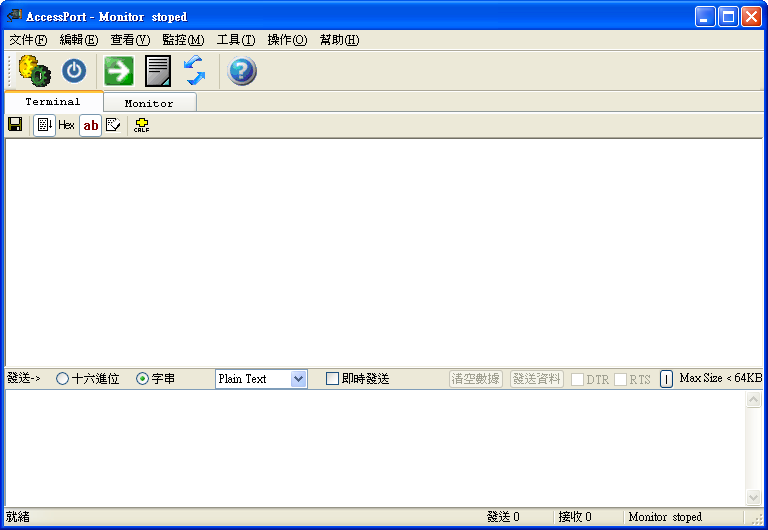 AccessPort - Monitor stoped
文件(F) 編輯(E) 查看(V) 監控(M) 工具(T) 操作(O) 幫助(H)
Terminal Monitor
Hex ab CRLF
發送-> 十六進位 字串 Plain Text 即時發送 清空數據 發送資料 DTR RTS Max Size < 64KB
就緒 發送 0 接收 0 Monitor stoped